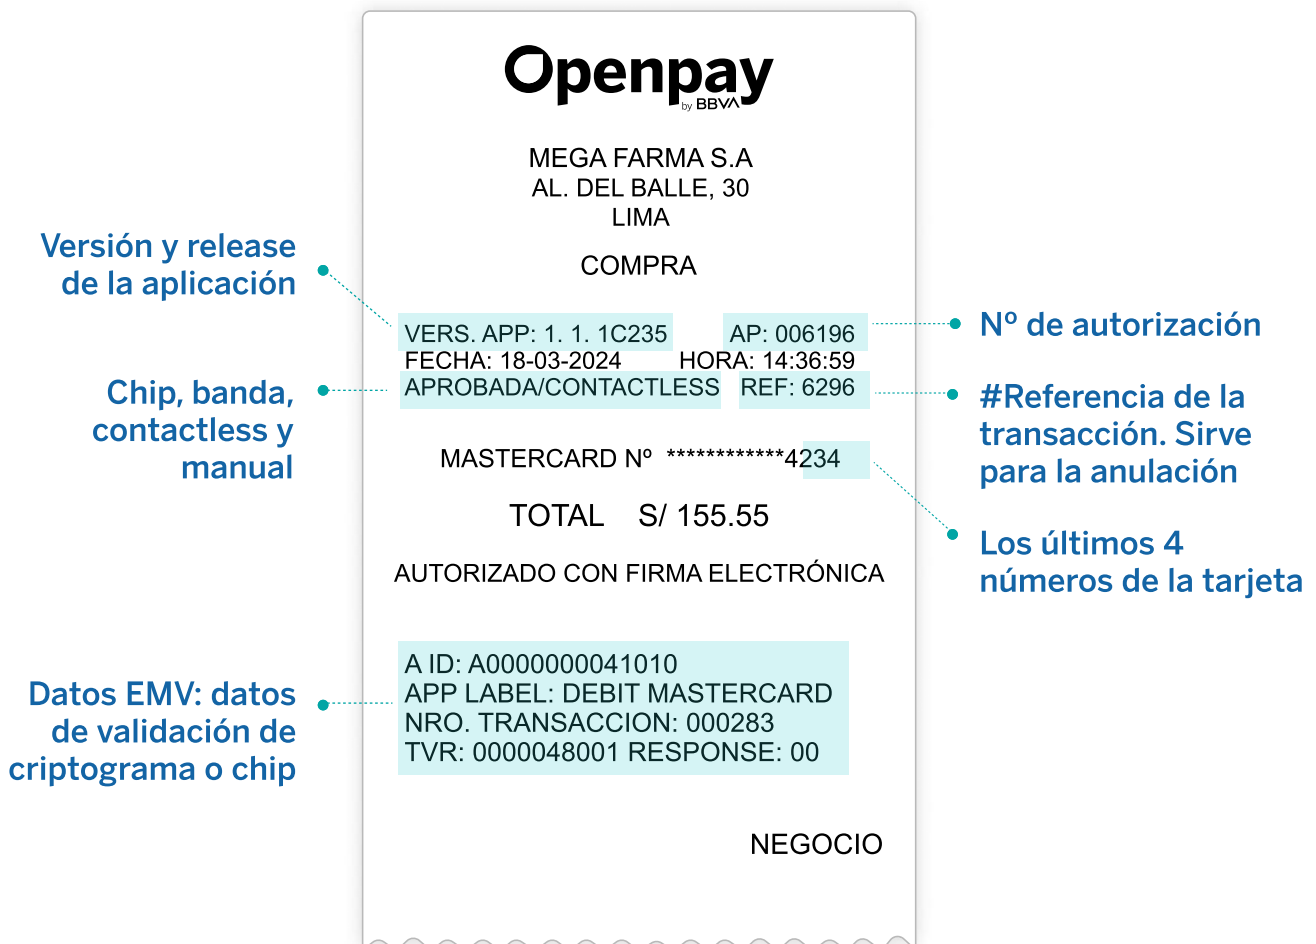 Openpay
by BBVA
MEGA FARMA S.A
AL. DEL BALLE, 30
LIMA
COMPRA
Versión y release
de la aplicación
VERS. APP: 1. 1. 1C235 AP: 006196
Nº de autorización
FECHA: 18-03-2024 HORA: 14:36:59
APROBADA/CONTACTLESS REF: 6296
Chip, banda,
contactless y
manual
#Referencia de la
transacción. Sirve
para la anulación
MASTERCARD Nº ************4234
Los últimos 4
números de la tarjeta
TOTAL S/ 155.55
AUTORIZADO CON FIRMA ELECTRÓNICA
Datos EMV: datos
de validación de
criptograma o chip
A ID: A0000000041010
APP LABEL: DEBIT MASTERCARD
NRO. TRANSACCION: 000283
TVR: 0000048001 RESPONSE: 00
NEGOCIO